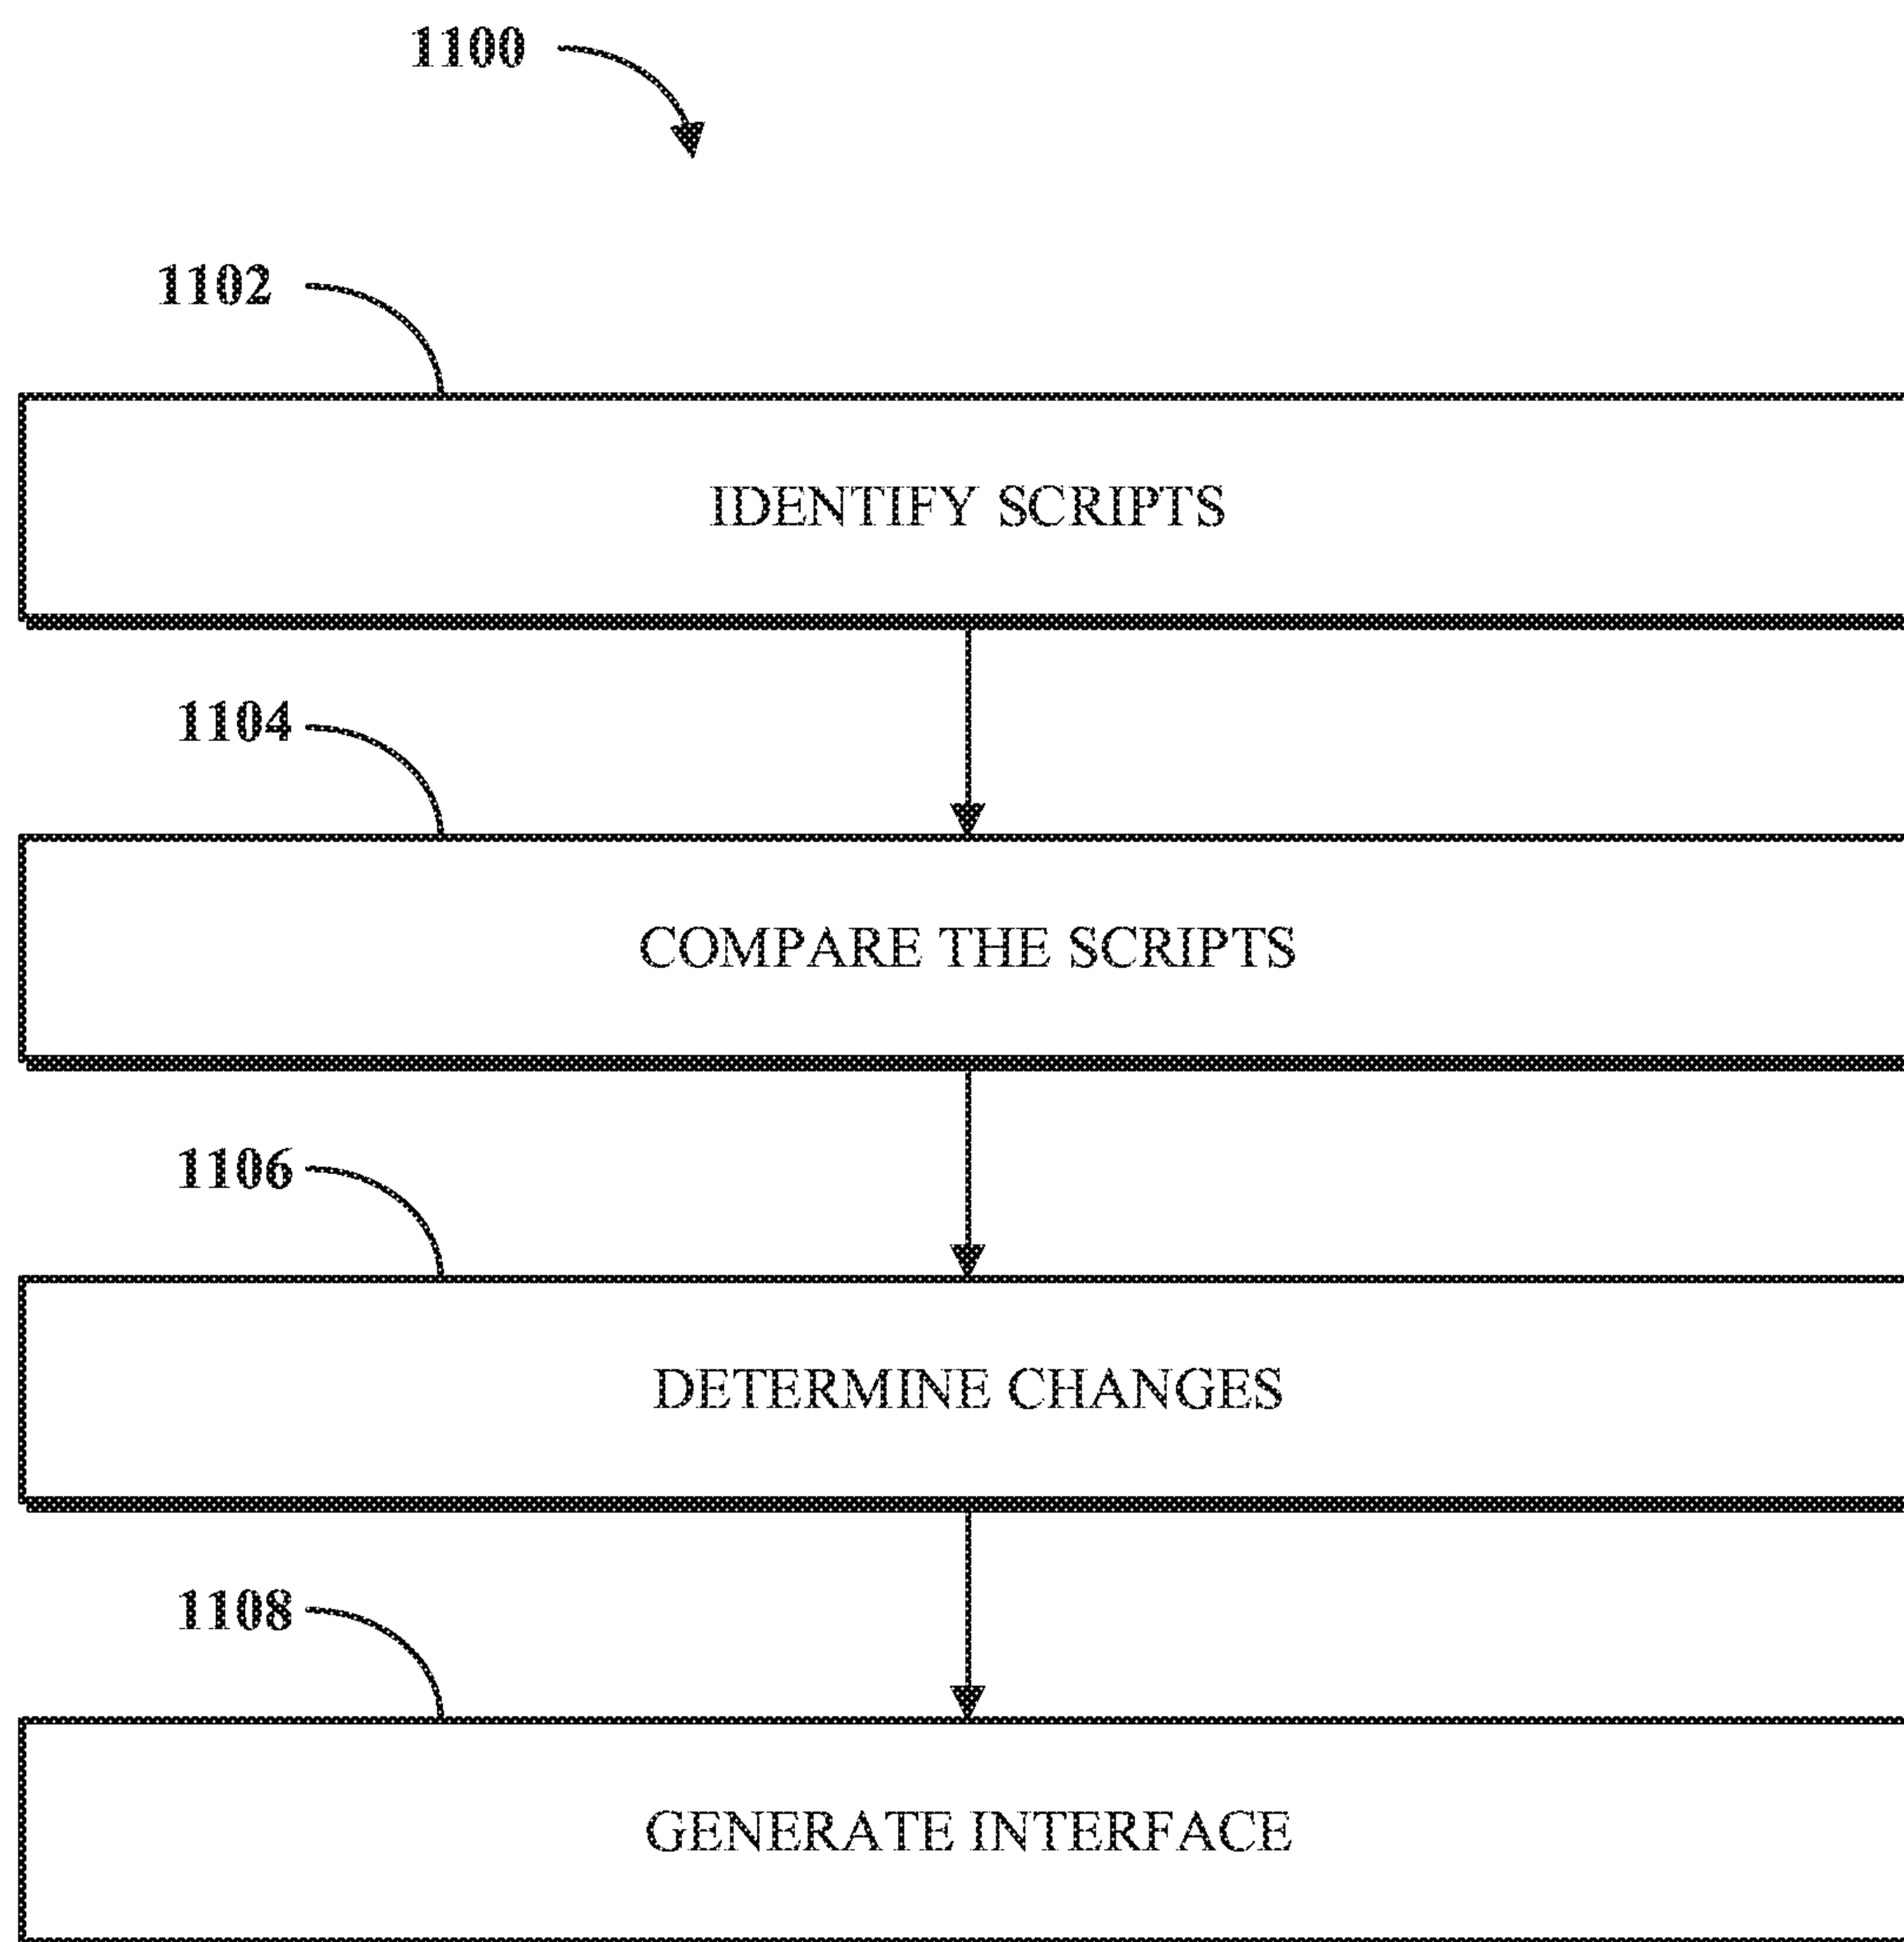 1100
1102
IDENTIFY SCRIPTS
1104
COMPARE THE SCRIPTS
1106
DETERMINE CHANGES
1108
GENERATE INTERFACE